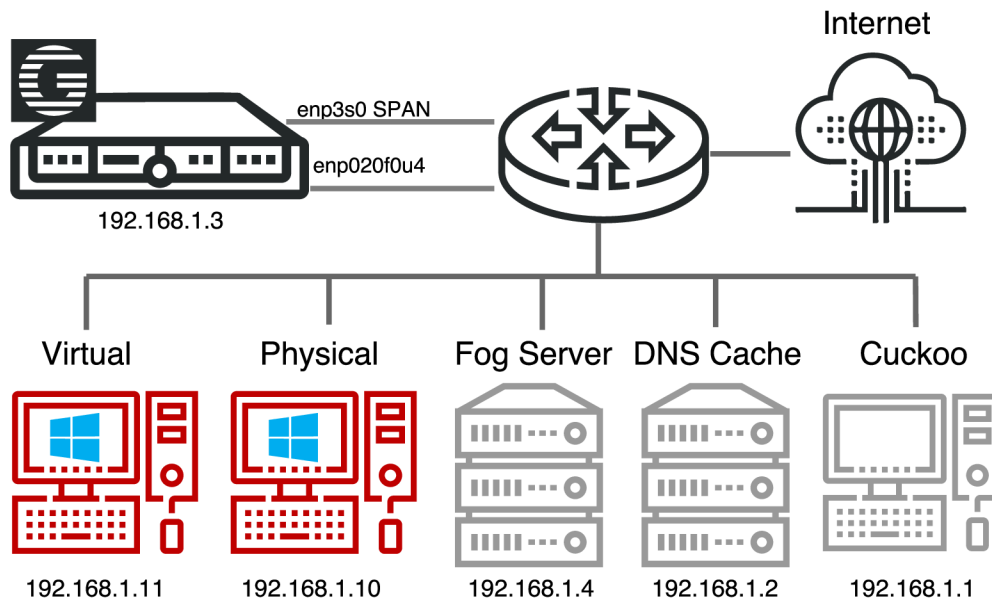 Internet
enp3s0 SPAN
enp020f0u4
192.168.1.3
Virtual
Physical
Fog Server
DNS Cache
Cuckoo
192.168.1.11
192.168.1.10
192.168.1.4
192.168.1.2
192.168.1.1